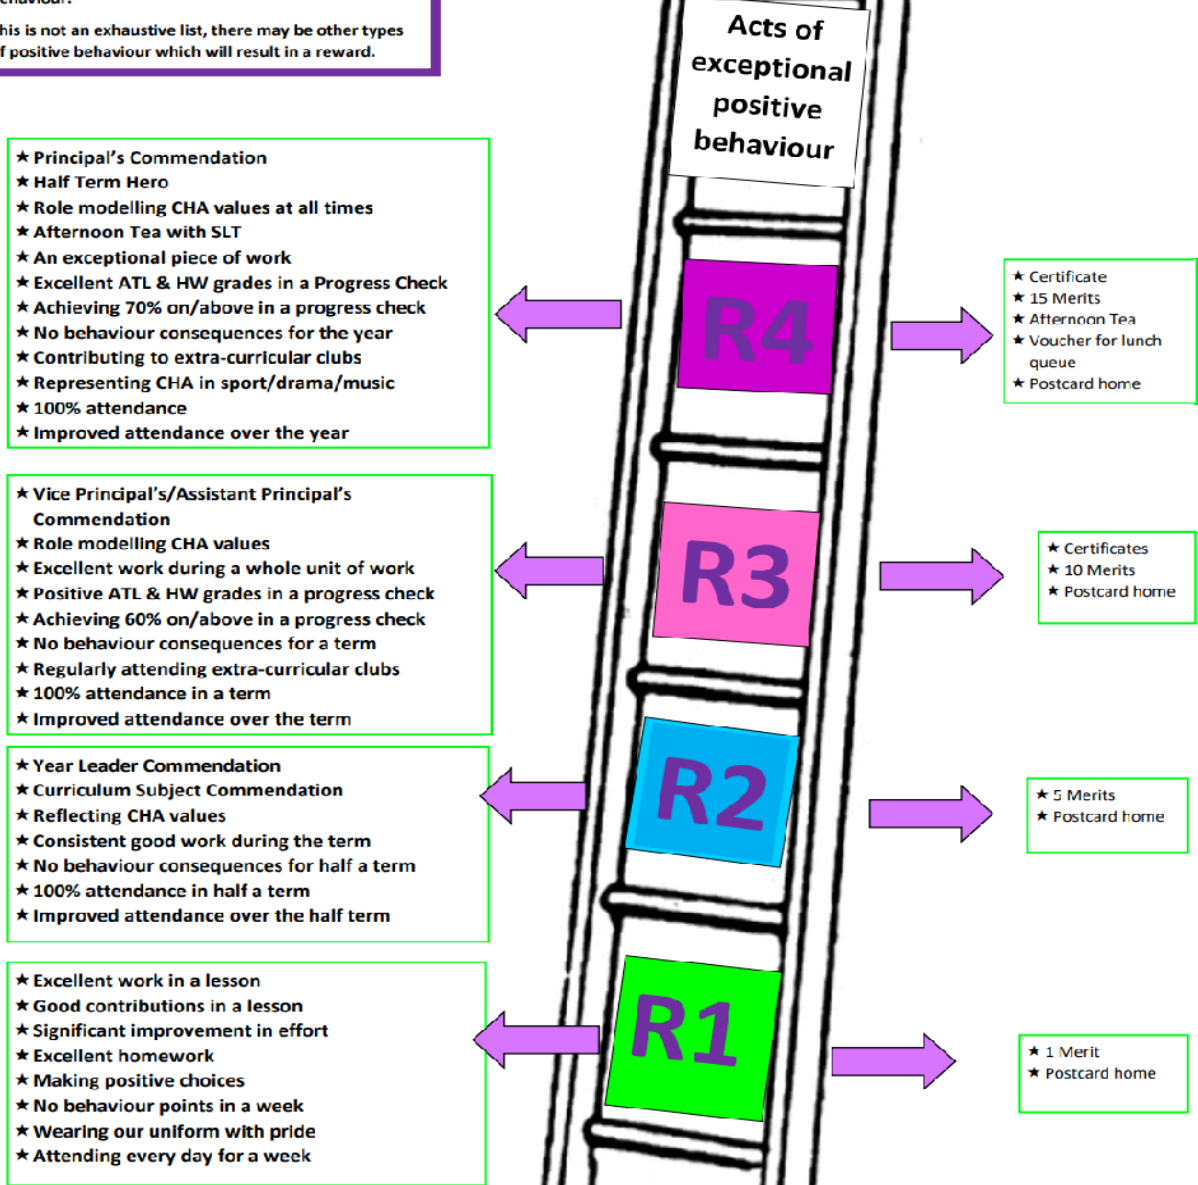 his is not an exhaustive list, there may be other types
f positive behaviour which will result in a reward.
Acts of
exceptional
positive
behaviour
★ Principal's Commendation
★ Half Term Hero
★ Role modelling CHA values at all times
★ Afternoon Tea with SLT
★ An exceptional piece of work
★ Excellent ATL & HW grades in a Progress Check
★ Achieving 70% on/above in a progress check
★ No behaviour consequences for the year
★ Contributing to extra-curricular clubs
★ Representing CHA in sport/drama/music
★ 100% attendance
★ Improved attendance over the year
R4
★ Certificate
★ 15 Merits
★ Afternoon Tea
★ Voucher for lunch
queue
★ Postcard home
★ Vice Principal's/Assistant Principal's
Commendation
★ Role modelling CHA values
★ Excellent work during a whole unit of work
★ Positive ATL & HW grades in a progress check
★ Achieving 60% on/above in a progress check
★ No behaviour consequences for a term
★ Regularly attending extra-curricular clubs
★ 100% attendance in a term
★ Improved attendance over the term
R3
★ Certificates
★ 10 Merits
★ Postcard home
★ Year Leader Commendation
★ Curriculum Subject Commendation
★ Reflecting CHA values
★ Consistent good work during the term
★ No behaviour consequences for half a term
★ 100% attendance in half a term
★ Improved attendance over the half term
R2
★ 5 Merits
★ Postcard home
★ Excellent work in a lesson
★ Good contributions in a lesson
★ Significant improvement in effort
★ Excellent homework
★ Making positive choices
★ No behaviour points in a week
★ Wearing our uniform with pride
★ Attending every day for a week
R1
★ 1 Merit
★ Postcard home